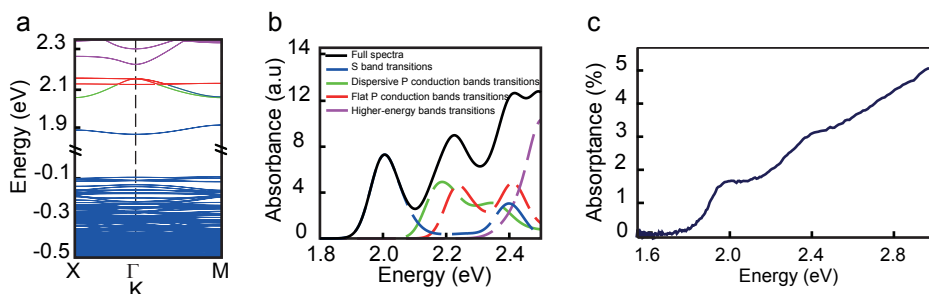 a
Energy (eV)
2.3
2.1
1.9
-0.1
-0.3
-0.5
X
Γ
M
K
b
Absorbance (a.u)
14
12
8
4
0
Full spectra
S band transitions
Dispersive P conduction bands transitions
Flat P conduction bands transitions
Higher-energy bands transitions
1.8
2.0
2.2
2.4
Energy (eV)
c
Absorptance (%)
5
4
3
2
1
0
1.6
2.0
2.4
2.8
Energy (eV)